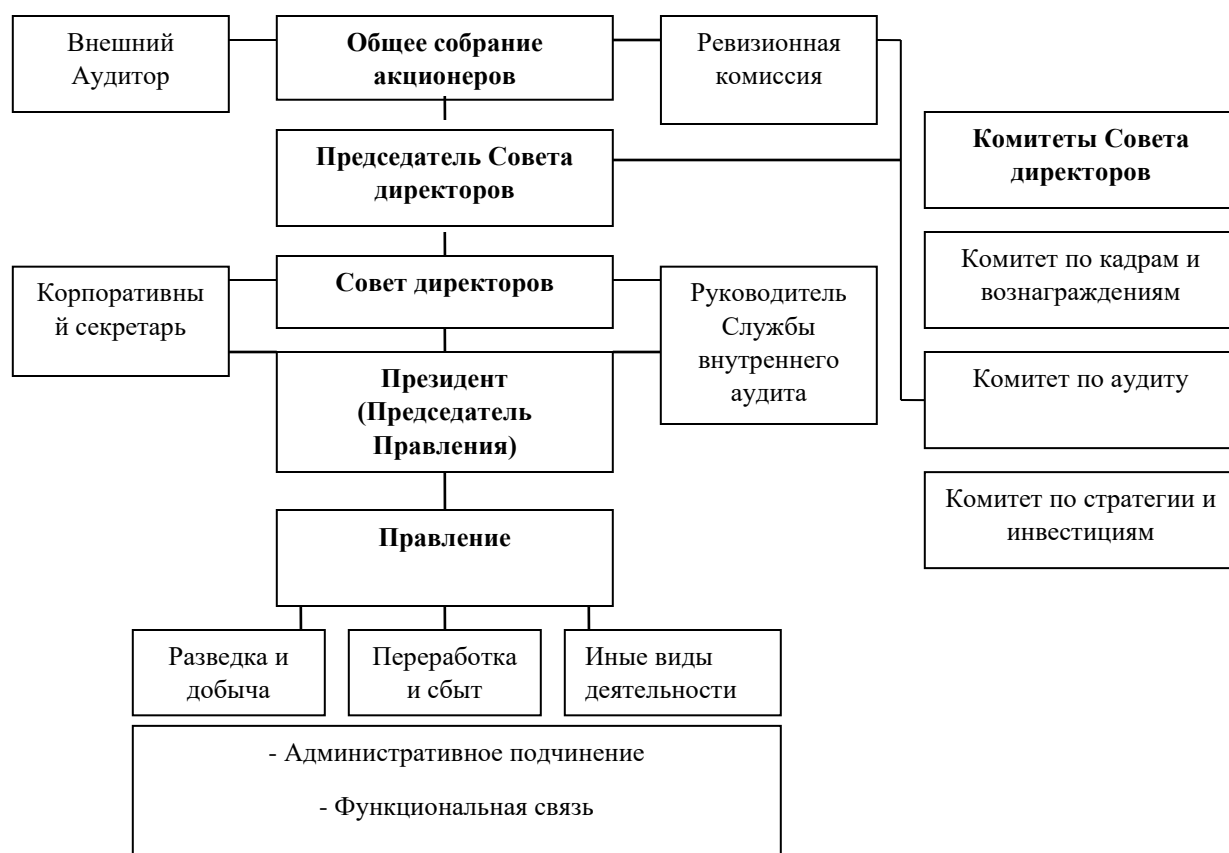 Внешний
Аудитор
Общее собрание
акционеров
Ревизионная
комиссия
Председатель Совета
директоров
Комитеты Совета
директоров
Корпоративны
й секретарь
Совет директоров
Руководитель
Службы
внутреннего
аудита
Комитет по кадрам и
вознаграждениям
Президент
(Председатель
Правления)
Комитет по аудиту
Правление
Комитет по стратегии и
инвестициям
Разведка и
добыча
Переработка
и сбыт
Иные виды
деятельности
- Административное подчинение
- Функциональная связь